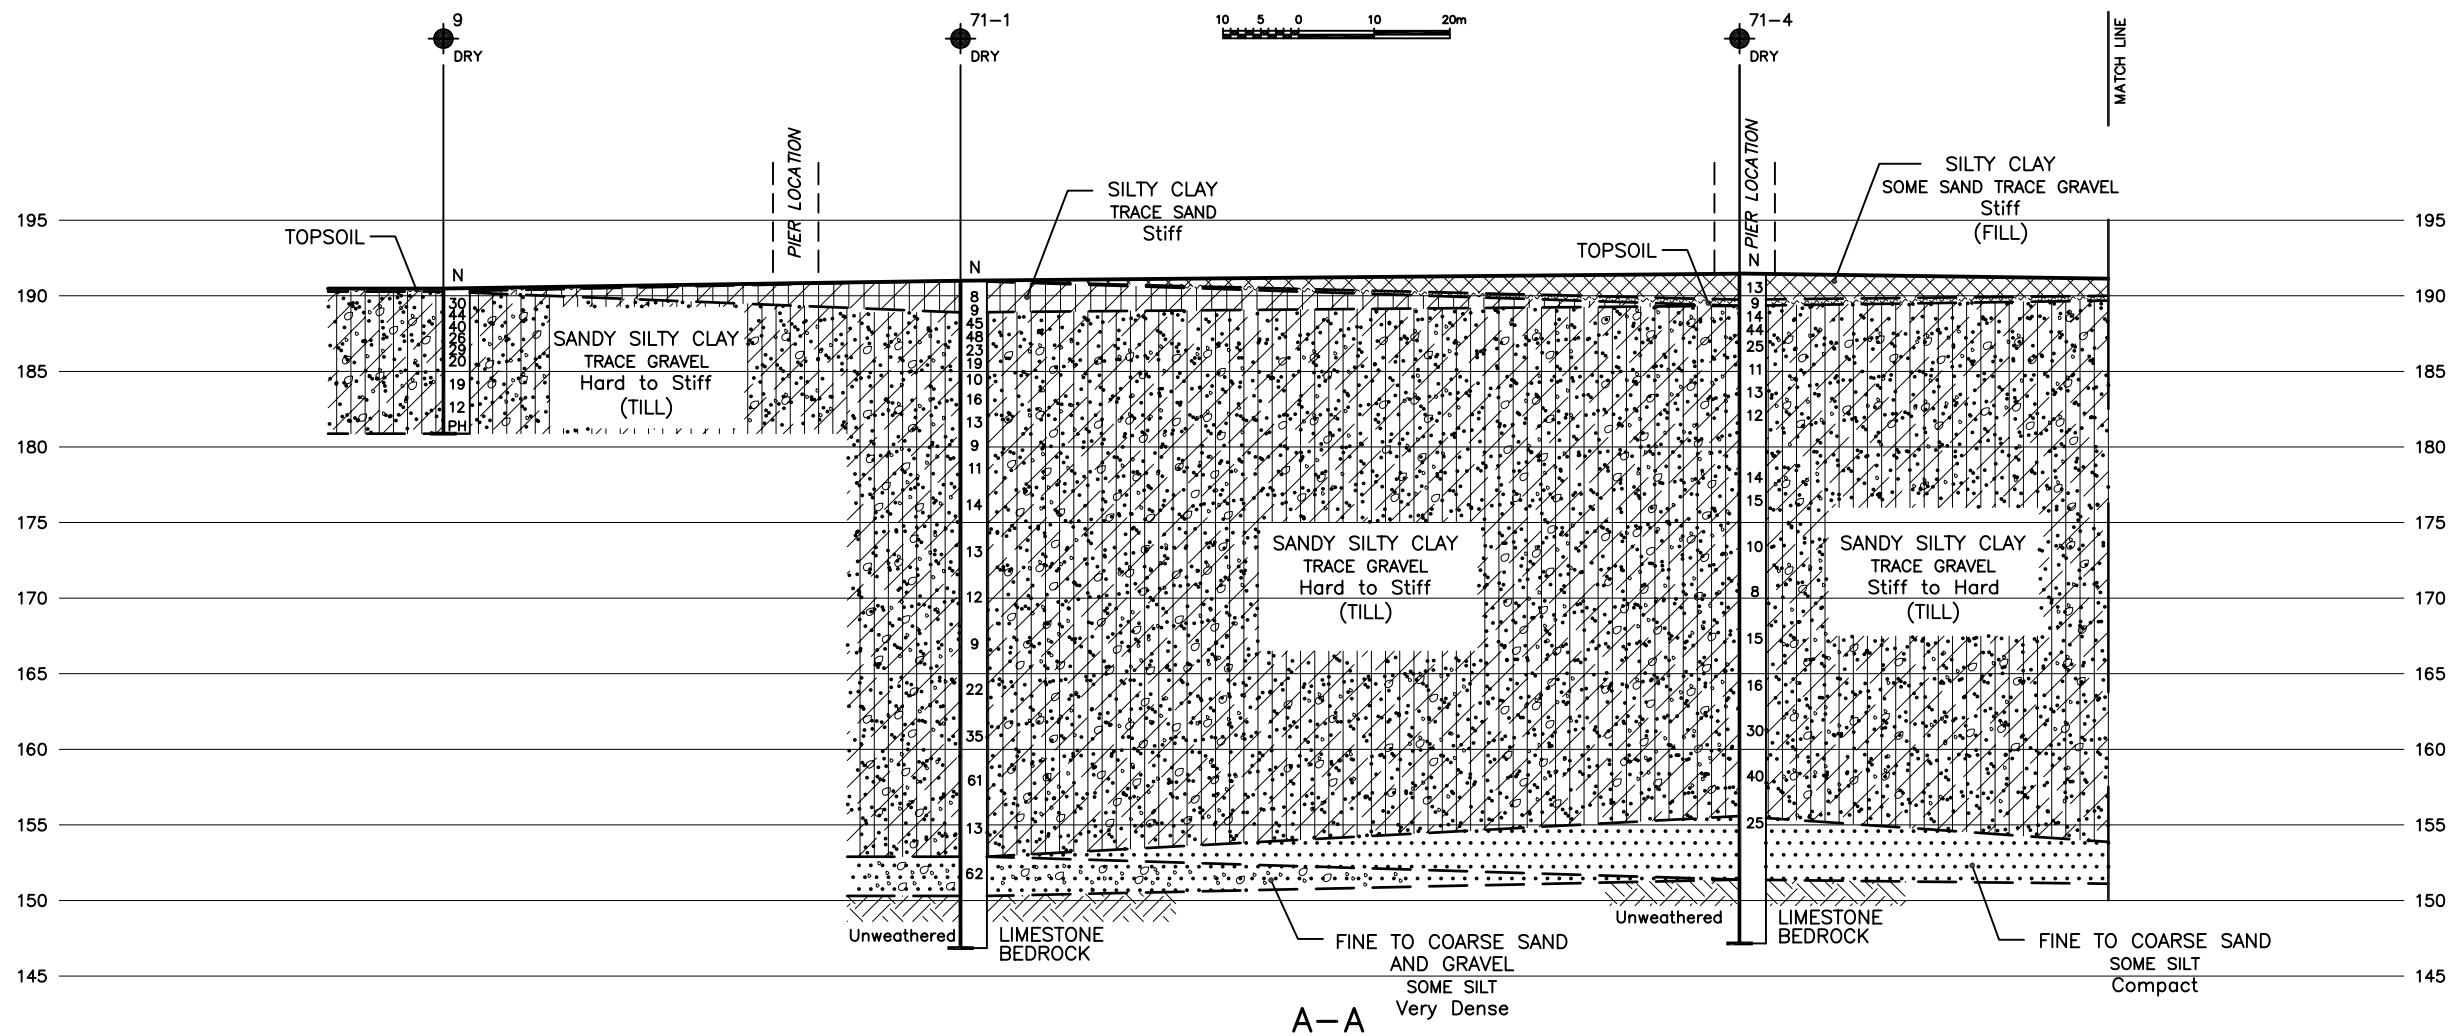 9
DRY
71-1
DRY
10 5 0 10 20m
71-4
DRY
MATCH LINE
PIER LOCATION
PIER LOCATION
SILTY CLAY
TRACE SAND
Stiff
SILTY CLAY
SOME SAND TRACE GRAVEL
Stiff
(FILL)
TOPSOIL
TOPSOIL
195
190
185
180
175
170
165
160
155
150
145
195
190
185
180
175
170
165
160
155
150
145
N
30
44
40
26
29
20
19
12
PH
SANDY SILTY CLAY
TRACE GRAVEL
Hard to Stiff
(TILL)
N
8
9
45
48
23
19
10
16
13
9
11
14
13
12
9
22
35
61
13
62
SANDY SILTY CLAY
TRACE GRAVEL
Hard to Stiff
(TILL)
N
13
9
14
44
25
11
13
12
14
15
10
8
15
16
30
40
25
SANDY SILTY CLAY
TRACE GRAVEL
Stiff to Hard
(TILL)
Unweathered
LIMESTONE
BEDROCK
FINE TO COARSE SAND
AND GRAVEL
SOME SILT
Very Dense
Unweathered
LIMESTONE
BEDROCK
FINE TO COARSE SAND
SOME SILT
Compact
A-A